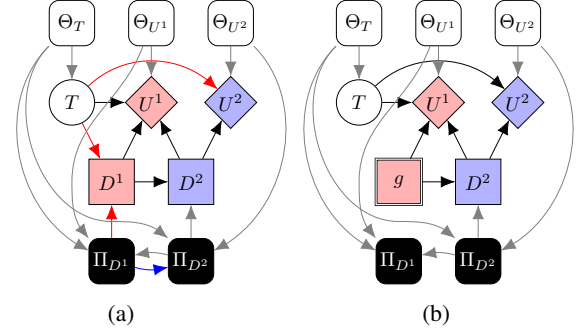 Θ_T Θ_{U^1} Θ_{U^2} Θ_T Θ_{U^1} Θ_{U^2}
T U^1 U^2 T U^1 U^2
D^1 D^2 g D^2
Π_{D^1} Π_{D^2} Π_{D^1} Π_{D^2}
(a) (b)